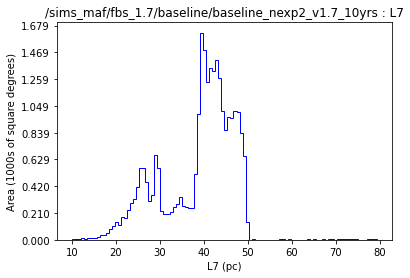 /sims_maf/fbs_1.7/baseline/baseline_nexp2_v1.7_10yrs : L7
1.679
1.469
1.259
1.049
0.839
0.629
0.420
0.210
0.000
Area (1000s of square degrees)
10 20 30 40 50 60 70 80
L7 (pc)